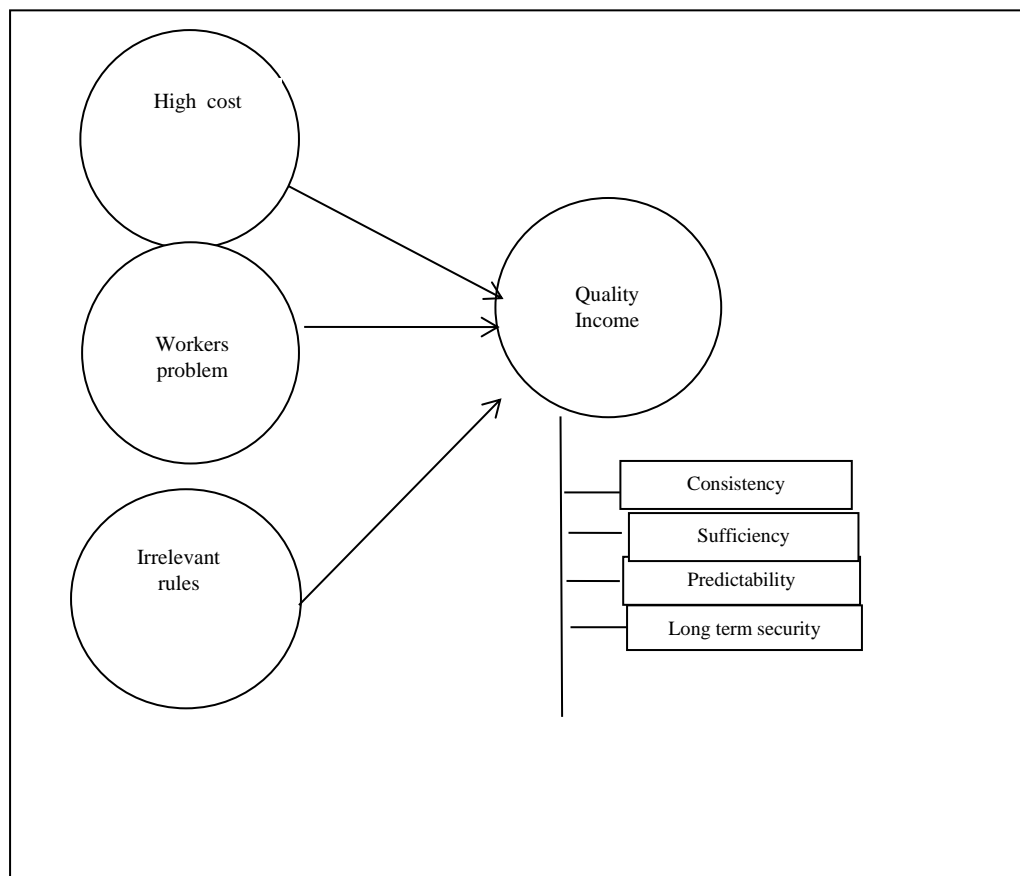 High cost
Workers
problem
Irrelevant
rules
Quality
Income
Consistency
Sufficiency
Predictability
Long term security